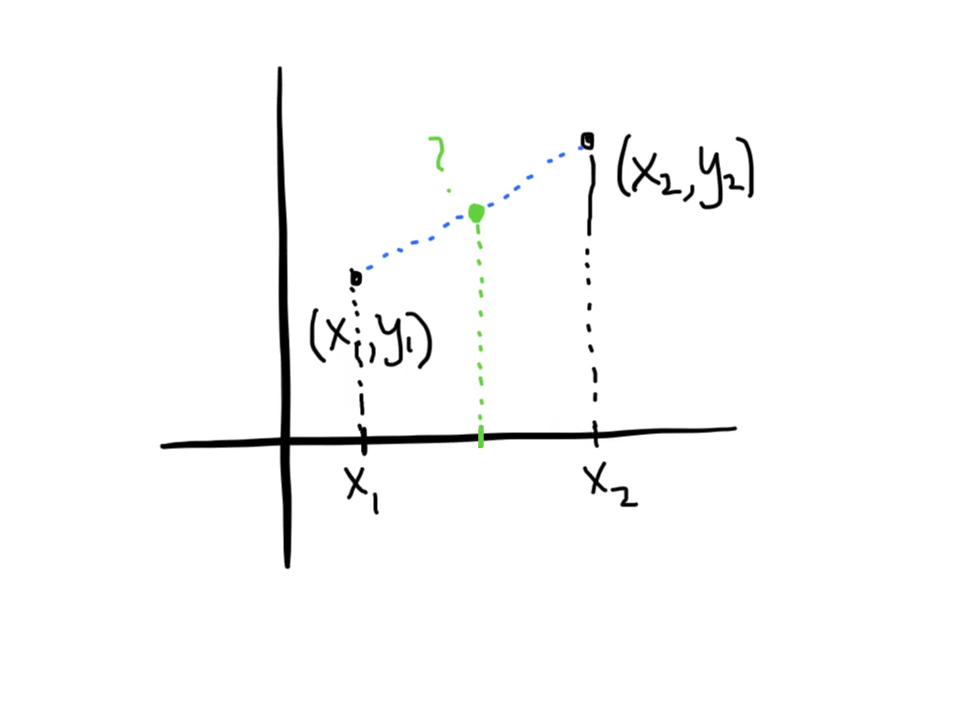 ?
(x₂, y₂)
(x₁, y₁)
x₁
x₂